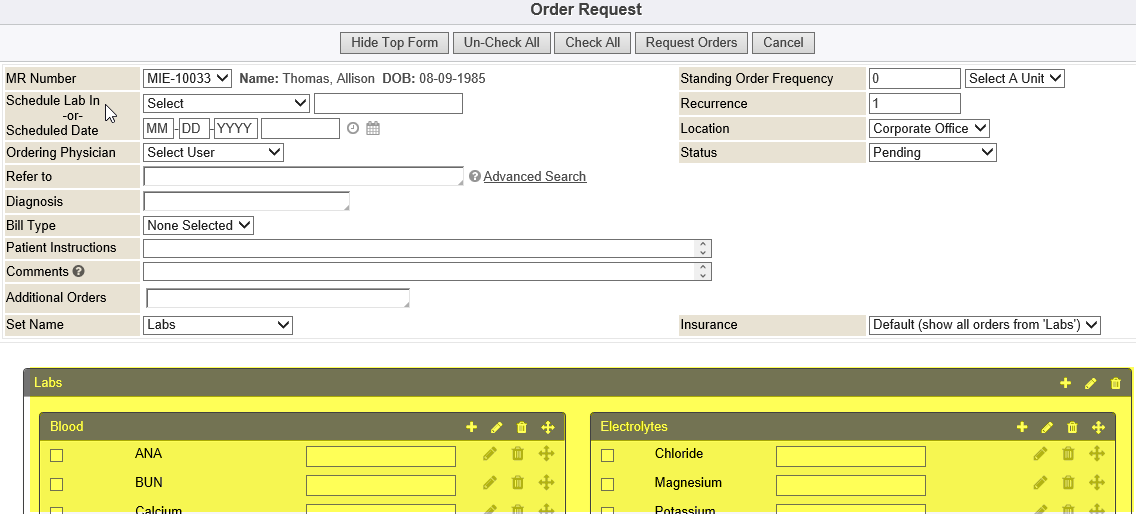 Order Request
Hide Top Form Un-Check All Check All Request Orders Cancel
MR Number MIE-10033 Name: Thomas, Allison DOB: 08-09-1985 Standing Order Frequency 0 Select A Unit
Schedule Lab In Select Recurrence 1
-or-
Scheduled Date MM - DD - YYYY Location Corporate Office
Ordering Physician Select User Status Pending
Refer to Advanced Search
Diagnosis
Bill Type None Selected
Patient Instructions
Comments
Additional Orders
Set Name Labs Insurance Default (show all orders from 'Labs')
Labs
Blood Electrolytes
ANA Chloride
BUN Magnesium
Calcium Potassium